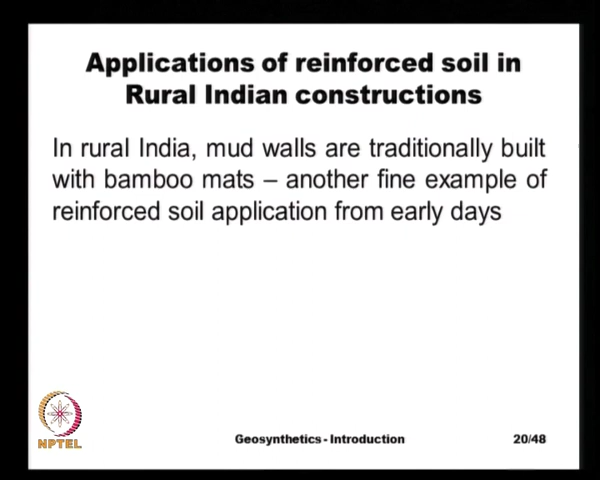 Applications of reinforced soil in
Rural Indian constructions
In rural India, mud walls are traditionally built
with bamboo mats – another fine example of
reinforced soil application from early days
NPTEL
Geosynthetics - Introduction
20/48